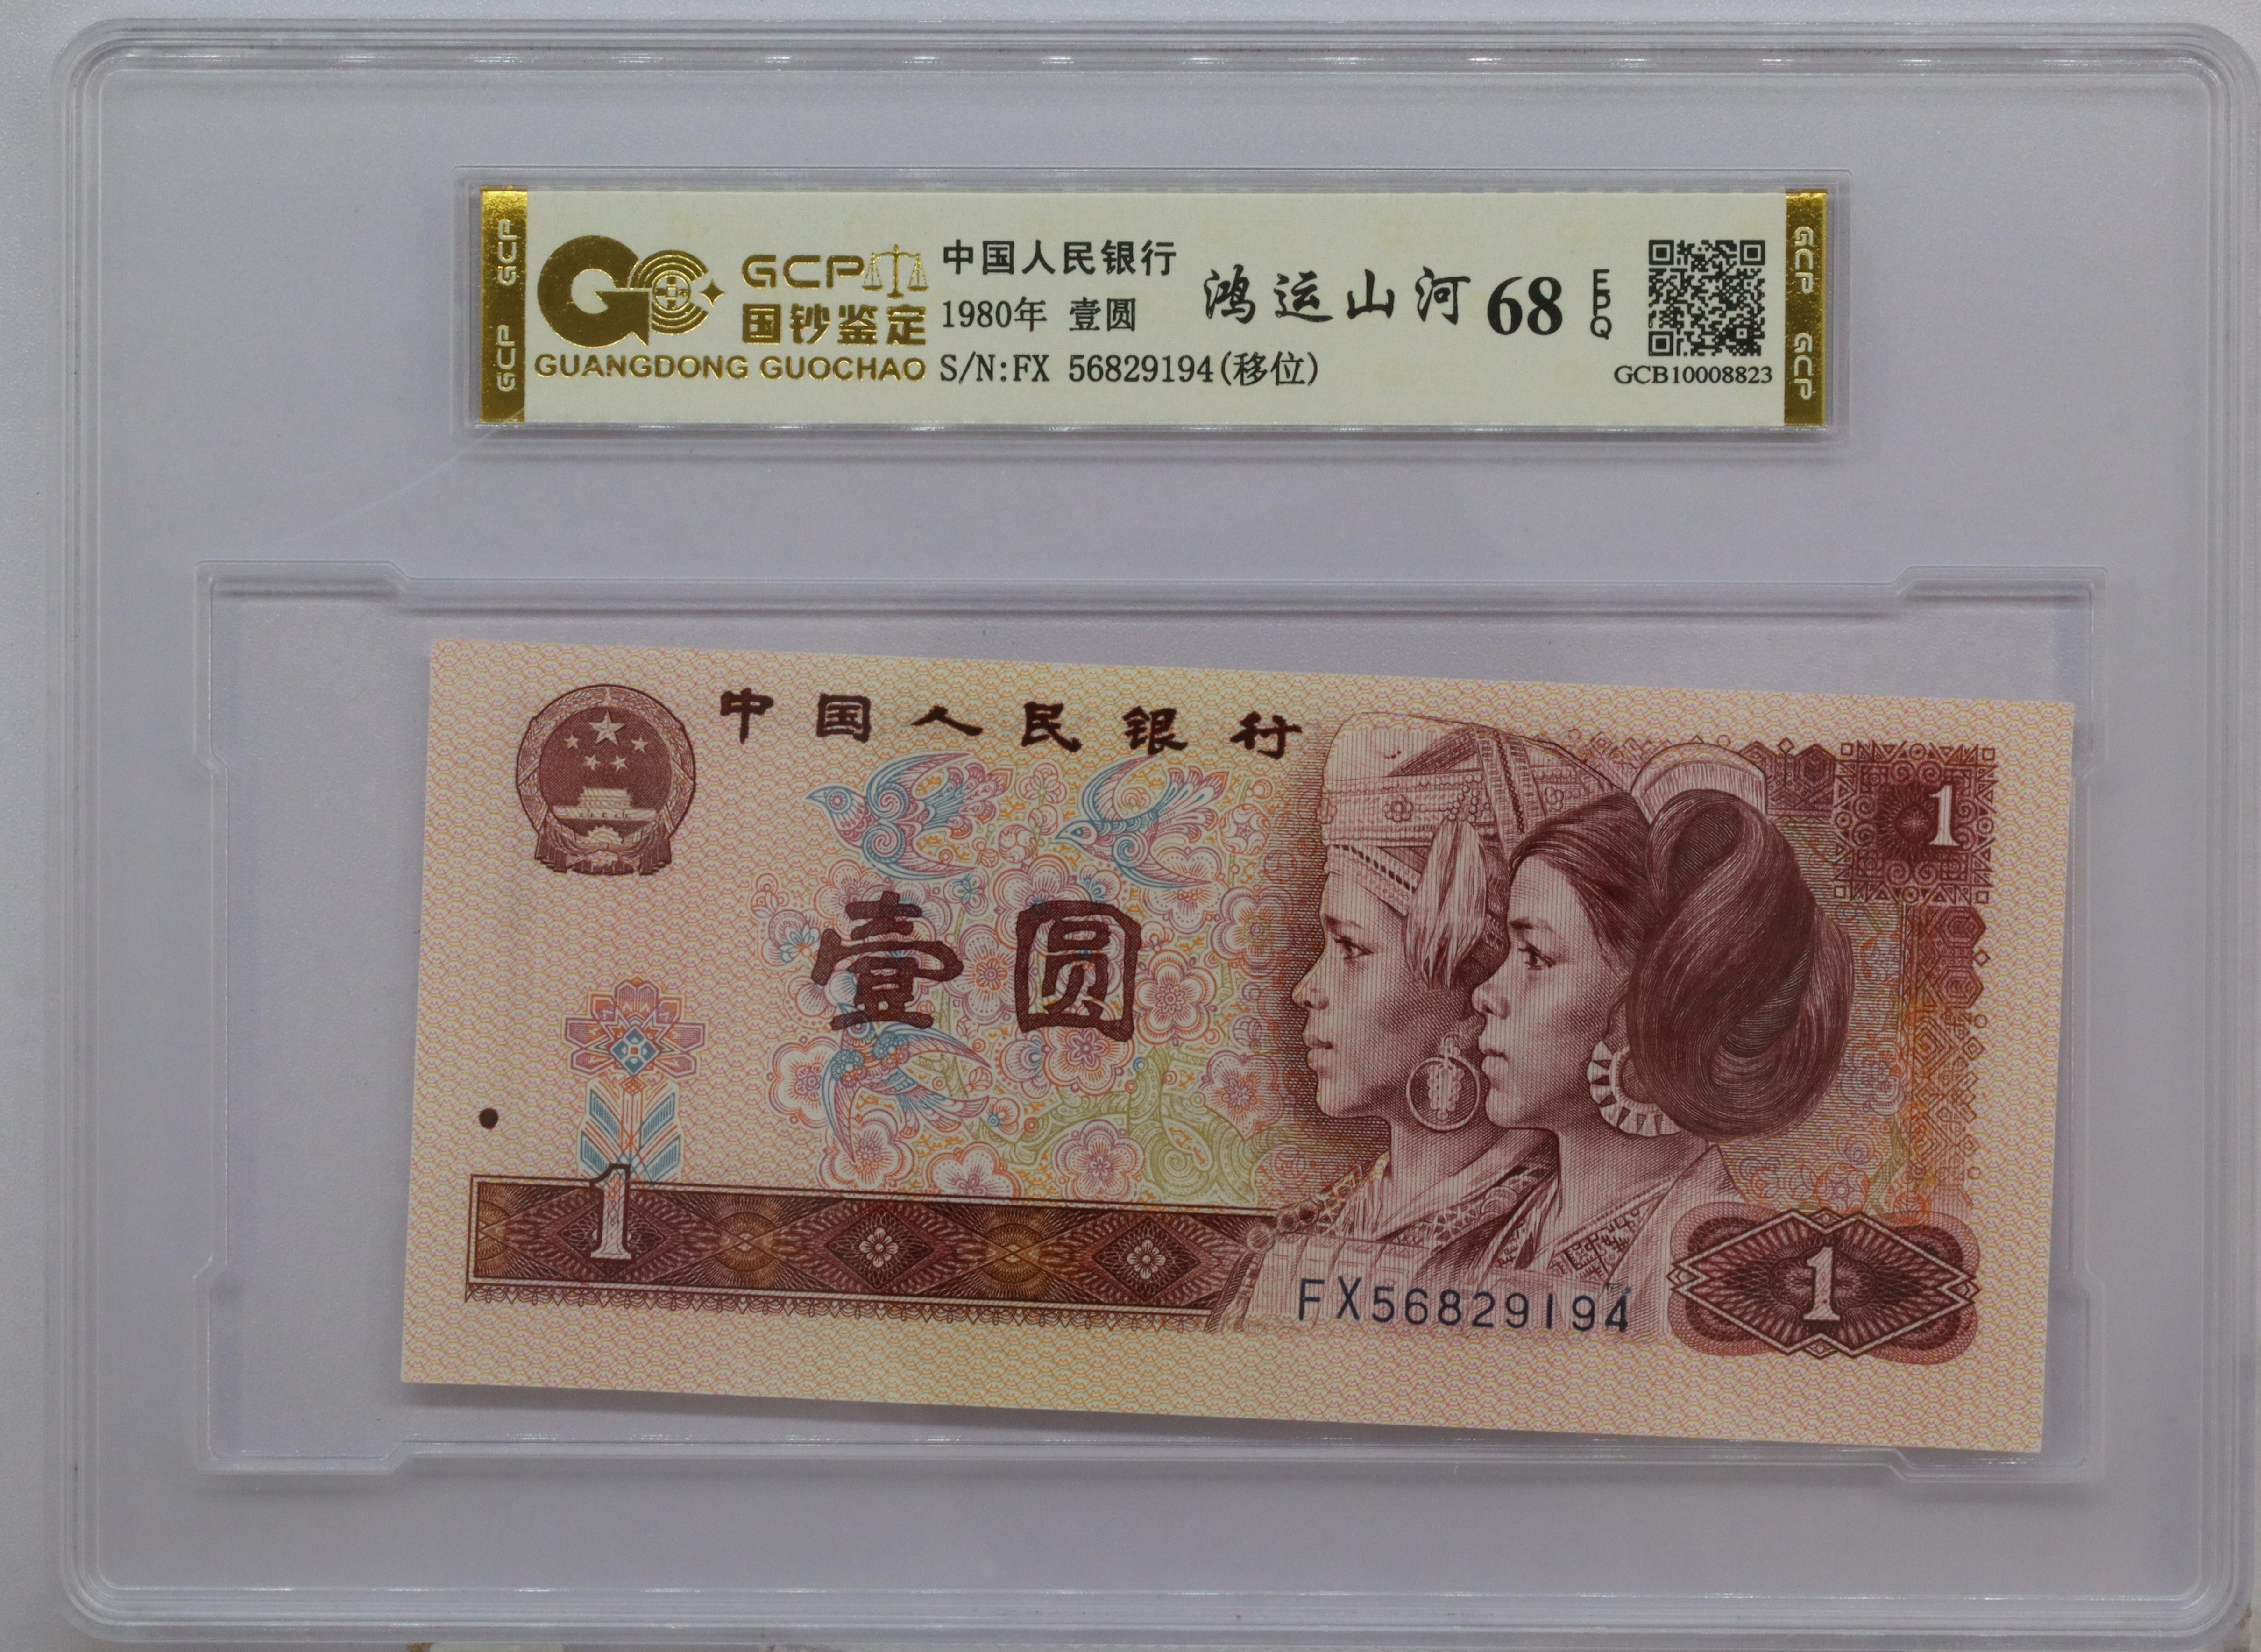 GCP GCP
GCP
国钞鉴定
GUANGDONG GUOCHAO
中国人民银行
1980年 壹圆
S/N:FX 56829194(移位)
鸿运山河 68 EPQ
GCB10008823
GCP GCP
中国人民银行
1
壹圆
1
FX56829194
1